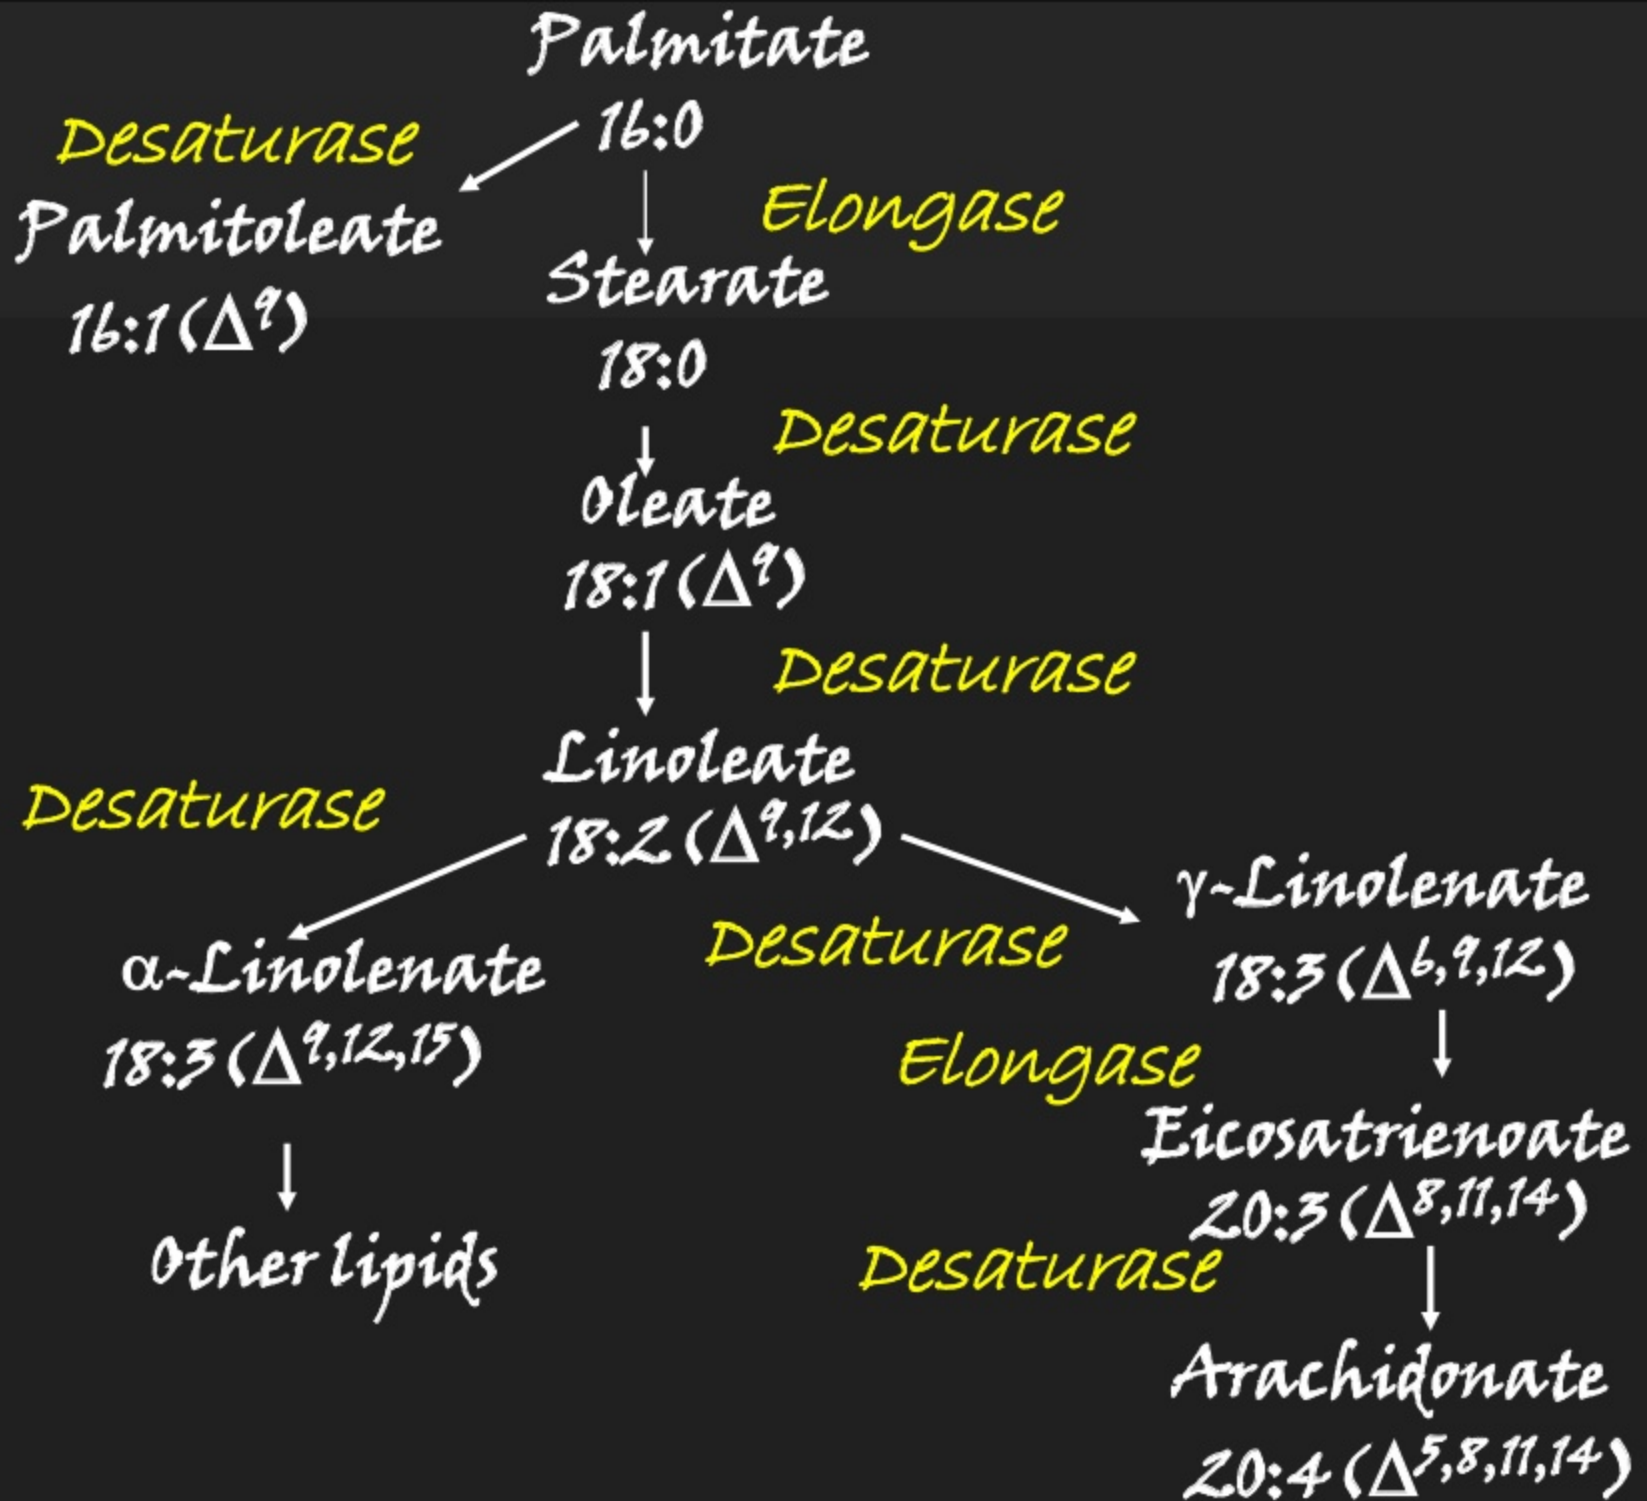 Palmitate
16:0
Desaturase
Palmitoleate
16:1(Δ⁹)
Elongase
Stearate
18:0
Desaturase
Oleate
18:1(Δ⁹)
Desaturase
Linoleate
18:2(Δ⁹,¹²)
Desaturase
α-Linolenate
18:3(Δ⁹,¹²,¹⁵)
Other lipids
Desaturase
γ-Linolenate
18:3(Δ⁶,⁹,¹²)
Elongase
Eicosatrienoate
20:3(Δ⁸,¹¹,¹⁴)
Desaturase
Arachidonate
20:4(Δ⁵,⁸,¹¹,¹⁴)